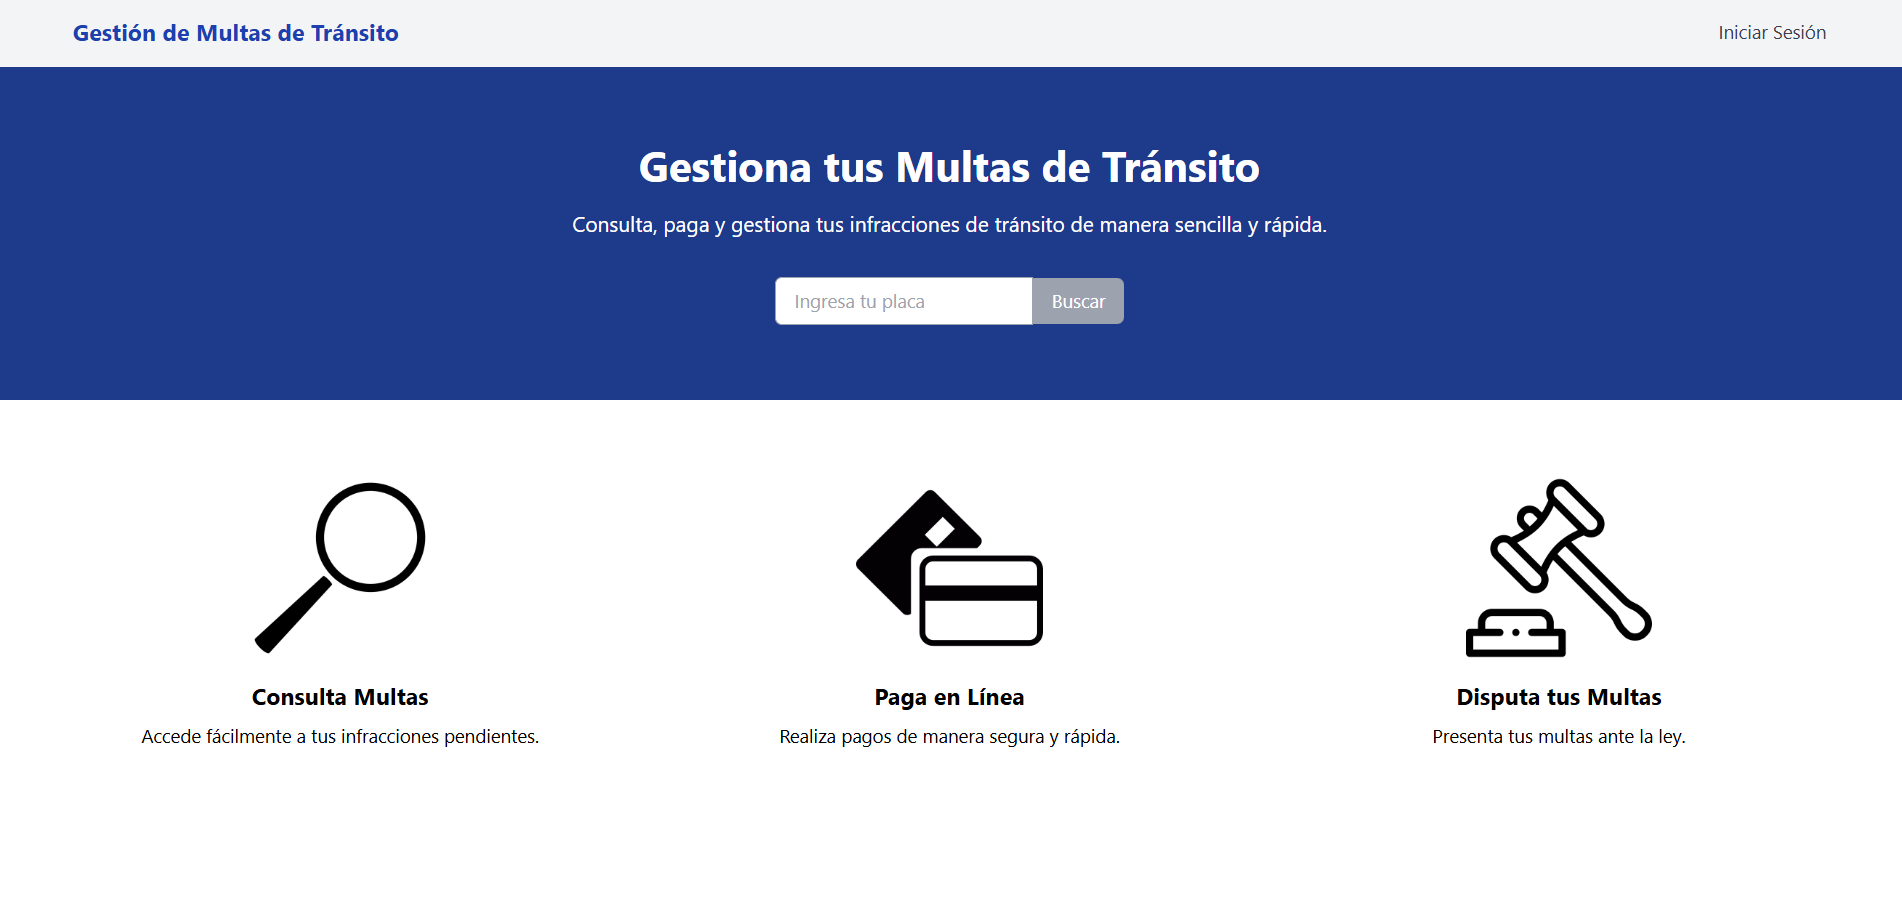 Gestión de Multas de Tránsito
Iniciar Sesión
Gestiona tus Multas de Tránsito
Consulta, paga y gestiona tus infracciones de tránsito de manera sencilla y rápida.
Ingresa tu placa
Buscar
Consulta Multas
Accede fácilmente a tus infracciones pendientes.
Paga en Línea
Realiza pagos de manera segura y rápida.
Disputa tus Multas
Presenta tus multas ante la ley.